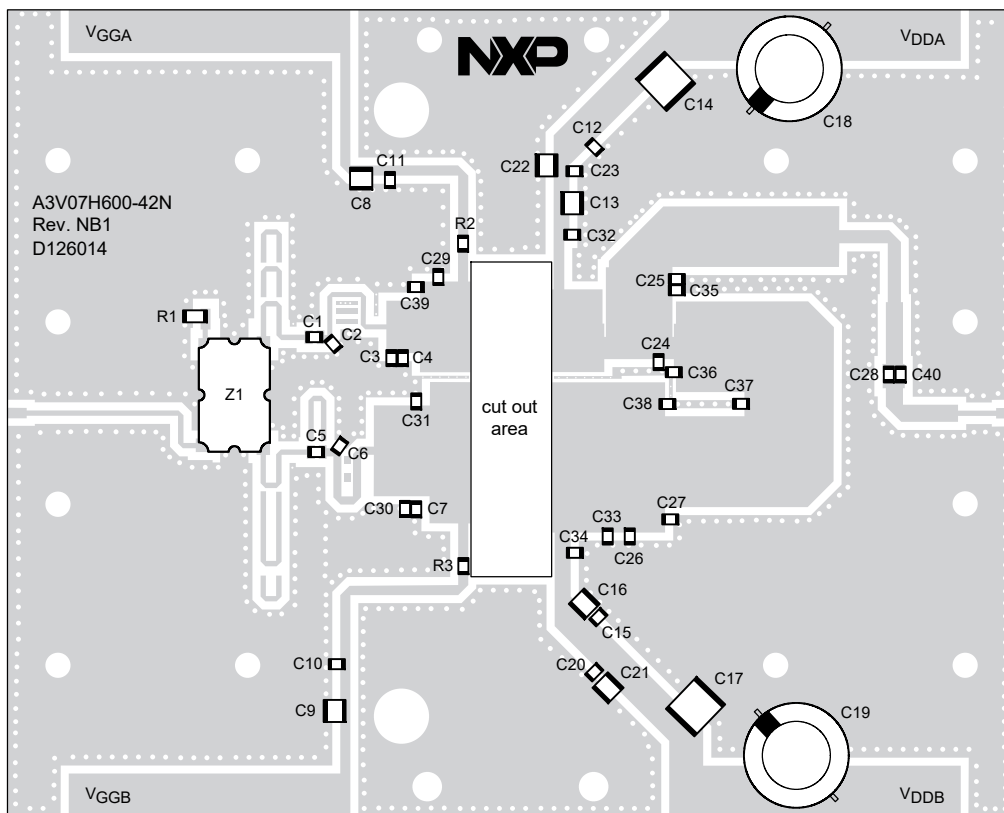 VGGA
NXP
VDDA
C14
C18
C12
C22
C23
C11
C8
C13
A3V07H600-42N
Rev. NB1
D126014
R2
C32
C29
C39
C25
C35
R1
C1
C2
C3
C4
C24
C36
C28
C40
Z1
C31
cut out
area
C38
C37
C5
C6
C30
C7
C27
C33
C26
C34
R3
C16
C15
C10
C20
C21
C17
C9
C19
VGGB
VDDB